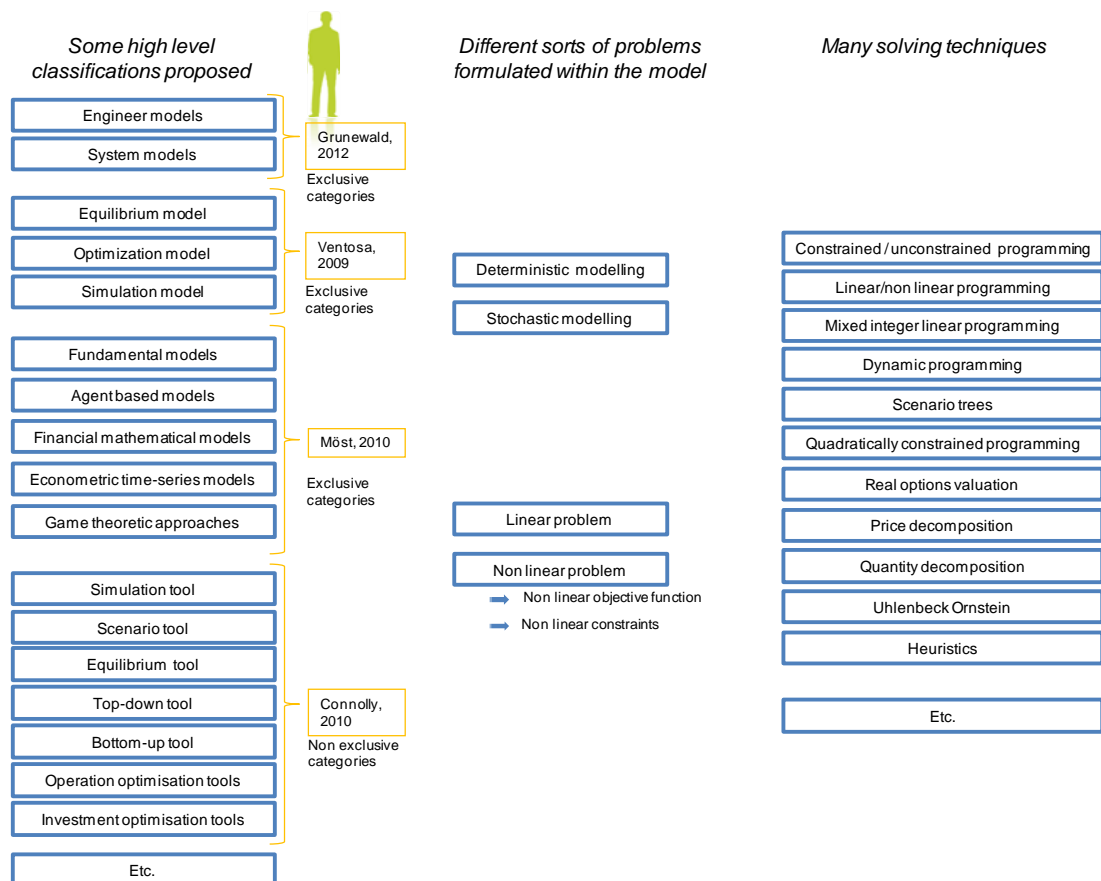 Some high level
classifications proposed
Engineer models
System models
Grunewald,
2012
Exclusive
categories
Equilibrium model
Optimization model
Simulation model
Ventosa,
2009
Exclusive
categories
Fundamental models
Agent based models
Financial mathematical models
Econometric time-series models
Game theoretic approaches
Möst, 2010
Exclusive
categories
Simulation tool
Scenario tool
Equilibrium tool
Top-down tool
Bottom-up tool
Operation optimisation tools
Investment optimisation tools
Connolly,
2010
Non exclusive
categories
Etc.
Different sorts of problems
formulated within the model
Deterministic modelling
Stochastic modelling
Linear problem
Non linear problem
Non linear objective function
Non linear constraints
Many solving techniques
Constrained / unconstrained programming
Linear/non linear programming
Mixed integer linear programming
Dynamic programming
Scenario trees
Quadratically constrained programming
Real options valuation
Price decomposition
Quantity decomposition
Uhlenbeck Ornstein
Heuristics
Etc.